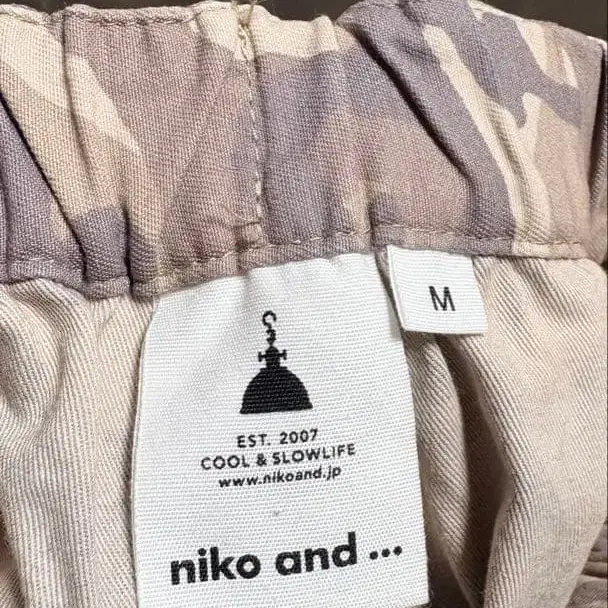 M
EST. 2007
COOL & SLOWLIFE
www.nikoand.jp
niko and ...